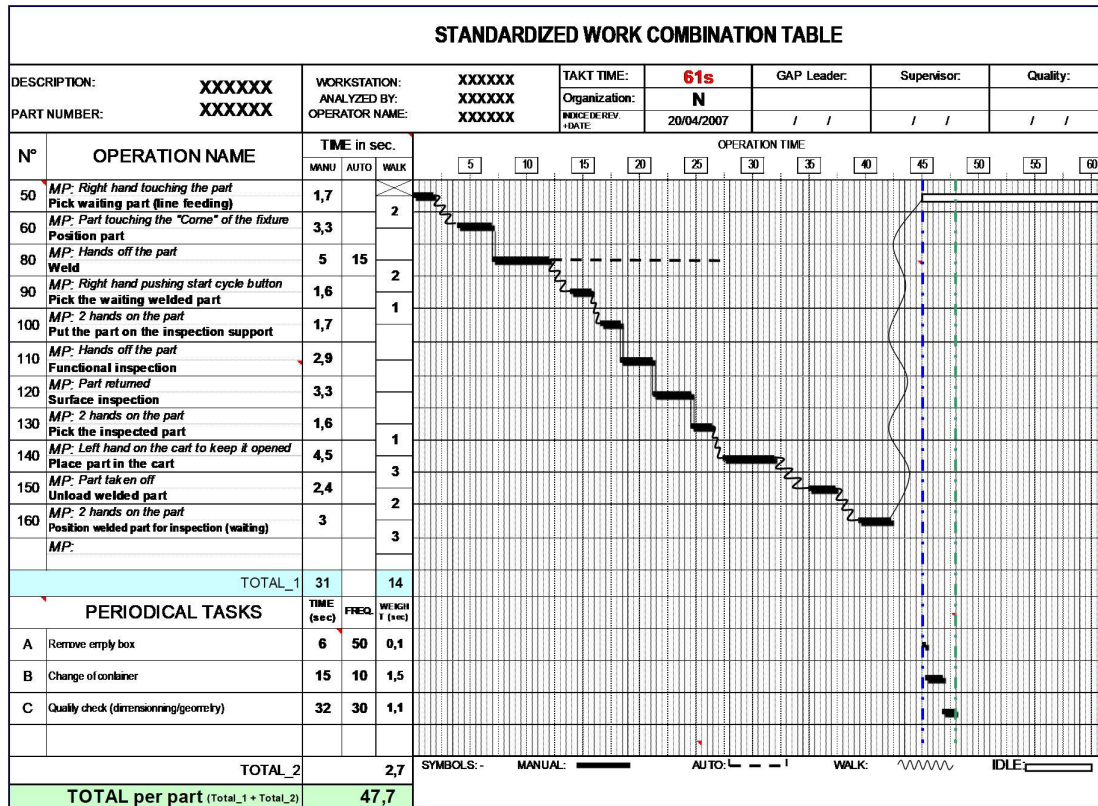 STANDARDIZED WORK COMBINATION TABLE
DESCRIPTION: XXXXXX WORKSTATION: XXXXXX TAKT TIME: 61s GAP Leader: Supervisor: Quality:
ANALYZED BY: XXXXXX Organization: N
PART NUMBER: XXXXXX OPERATOR NAME: XXXXXX INDICE DE REV. +DATE 20/04/2007 / / / / / /
N° OPERATION NAME TIME in sec. OPERATION TIME
MANU AUTO WALK 5 10 15 20 25 30 35 40 45 50 55 60
50 MP: Right hand touching the part 1,7
Pick waiting part (line feeding)
2
60 MP: Part touching the "Corne" of the fixture 3,3
Position part
80 MP: Hands off the part 5 15
Weld
2
90 MP: Right hand pushing start cycle button 1,6
Pick the waiting welded part
1
100 MP: 2 hands on the part 1,7
Put the part on the inspection support
110 MP: Hands off the part 2,9
Functional inspection
120 MP: Part returned 3,3
Surface inspection
130 MP: 2 hands on the part 1,6
Pick the inspected part
1
140 MP: Left hand on the cart to keep it opened 4,5
Place part in the cart
3
150 MP: Part taken off 2,4
Unload welded part
2
160 MP: 2 hands on the part 3
Position welded part for inspection (waiting)
3
MP:
TOTAL_1 31 14
PERIODICAL TASKS TIME (sec) FREQ. WEIGHT (sec)
A Remove empty box 6 50 0,1
B Change of container 15 10 1,5
C Quality check (dimensionning/geometry) 32 30 1,1
TOTAL_2 2,7 SYMBOLS:- MANUAL: AUTO: WALK: IDLE:
TOTAL per part (Total_1 + Total_2) 47,7